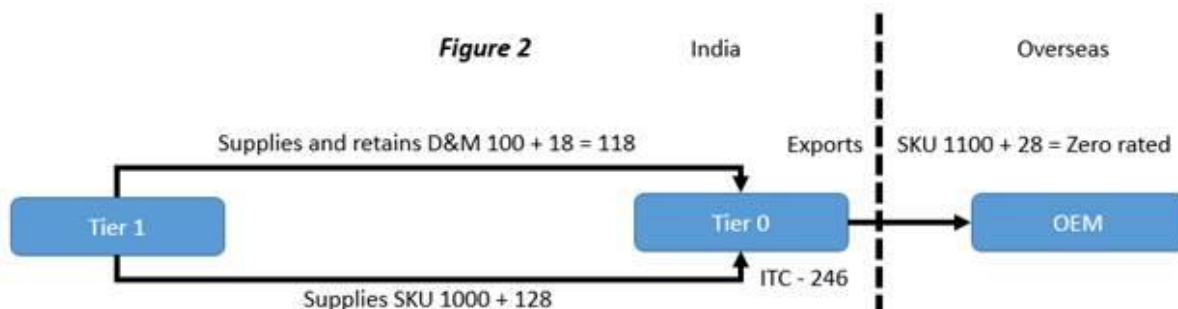 Figure 2
India
Overseas
Supplies and retains D&M 100 + 18 = 118
Exports
SKU 1100 + 28 = Zero rated
Tier 1
Tier 0
OEM
ITC - 246
Supplies SKU 1000 + 128